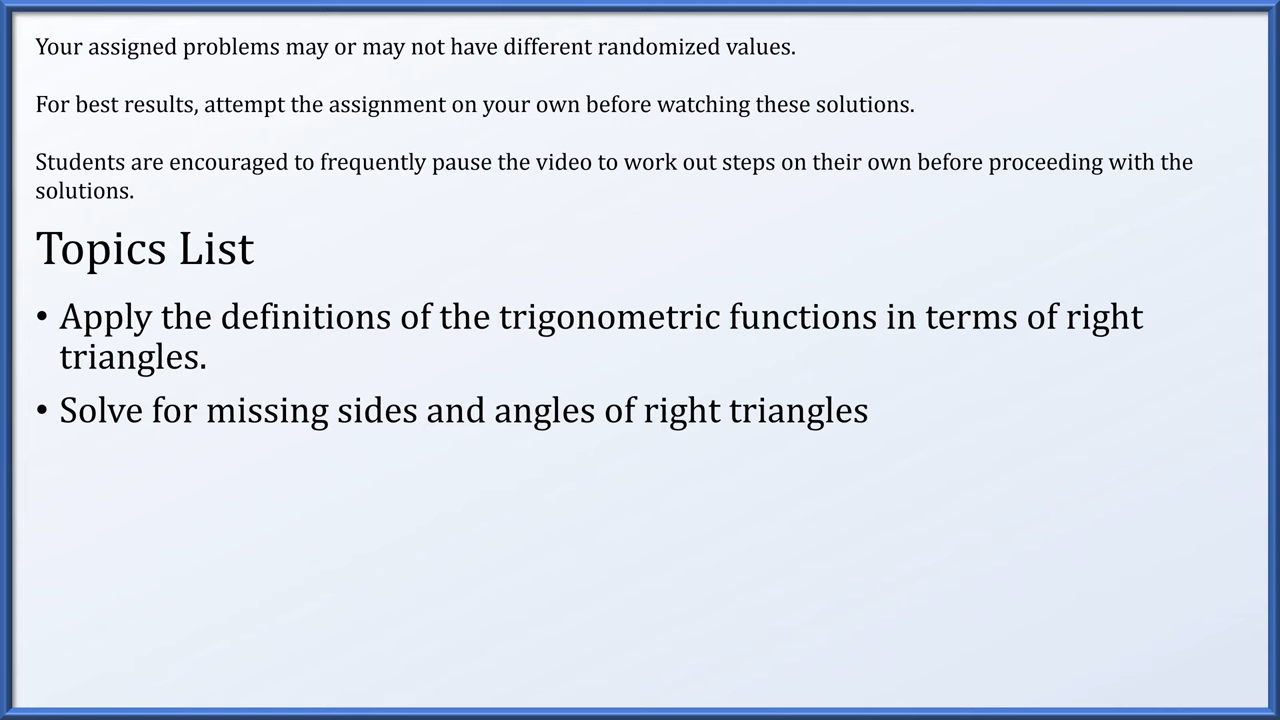 Your assigned problems may or may not have different randomized values.
For best results, attempt the assignment on your own before watching these solutions.
Students are encouraged to frequently pause the video to work out steps on their own before proceeding with the
solutions.
Topics List
• Apply the definitions of the trigonometric functions in terms of right
triangles.
• Solve for missing sides and angles of right triangles